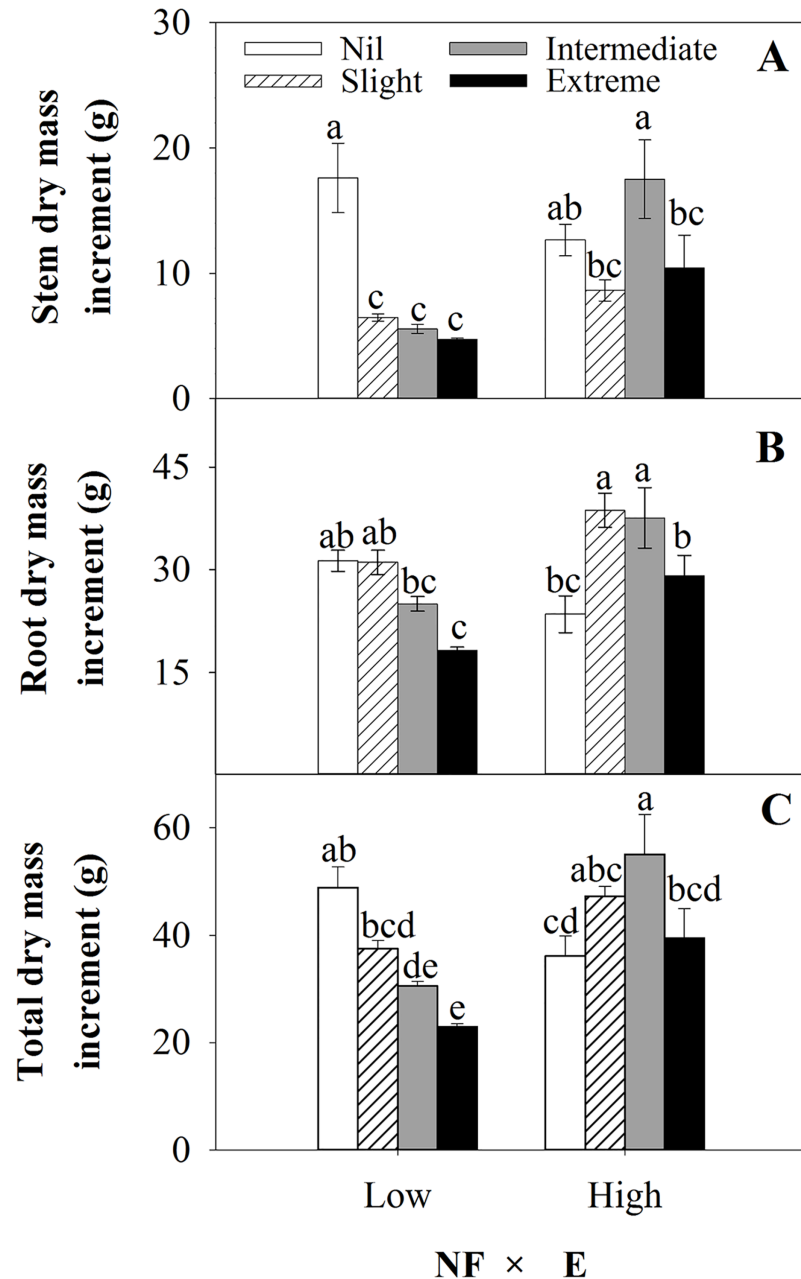 30
Nil
Intermediate
A
Slight
Extreme
a
a
20
ab
bc
bc
10
c c c
0
Stem dry mass
increment (g)
B
45
a
a
ab
ab
b
30
bc
bc
c
15
Root dry mass
increment (g)
C
a
60
ab
abc
bcd
bcd
cd
40
de
e
20
0
Total dry mass
increment (g)
Low
High
NF × E